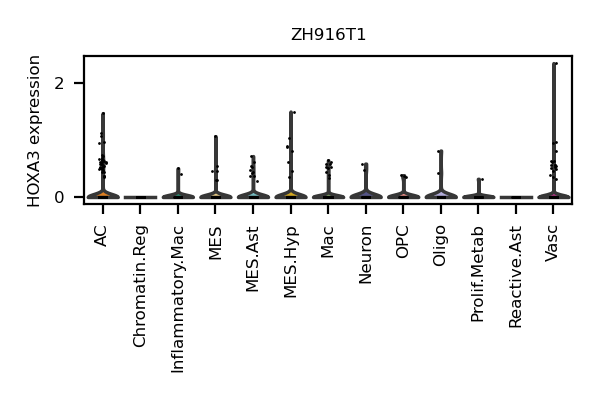 ZH916T1
HOXA3 expression
2
0
AC
Chromatin.Reg
Inflammatory.Mac
MES
MES.Ast
MES.Hyp
Mac
Neuron
OPC
Oligo
Prolif.Metab
Reactive.Ast
Vasc